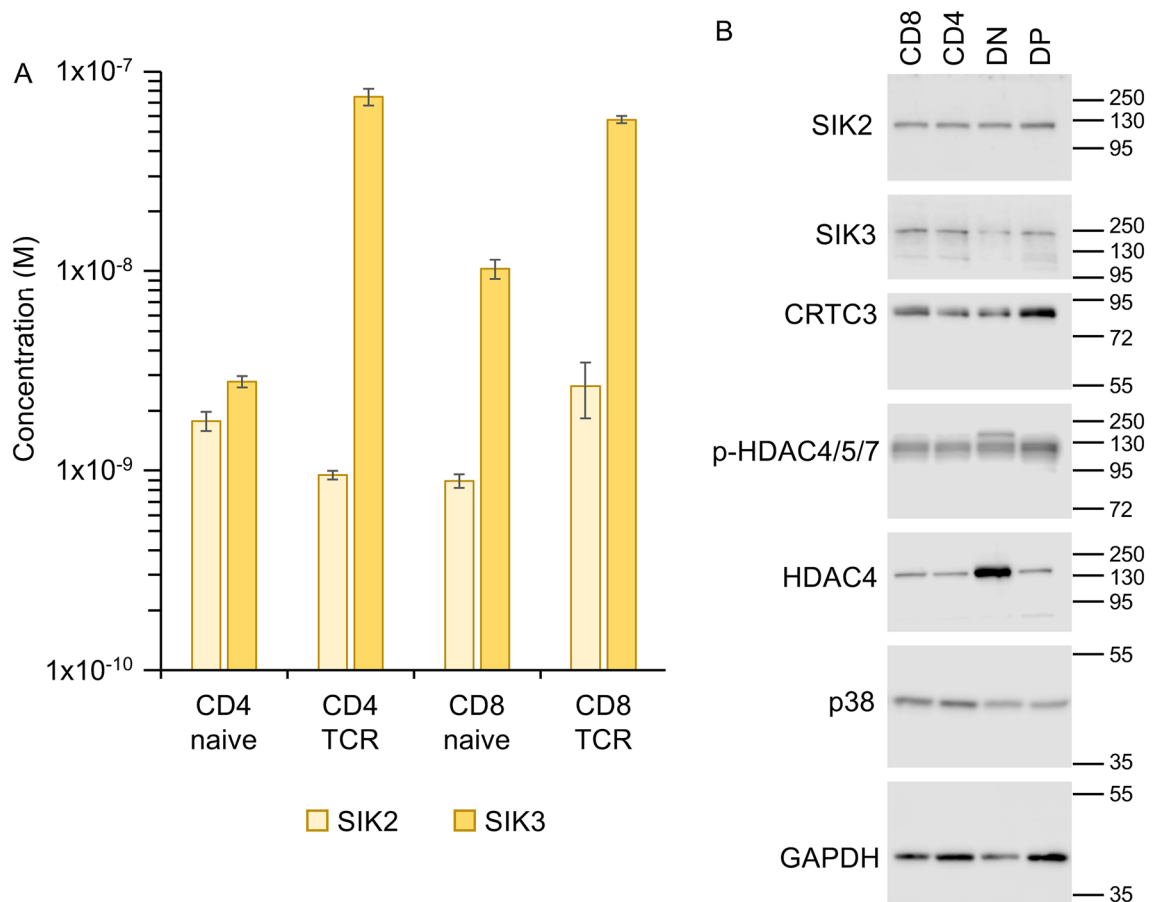 A
Concentration (M)
1x10⁻⁷
1x10⁻⁸
1x10⁻⁹
1x10⁻¹⁰
CD4 naive
CD4 TCR
CD8 naive
CD8 TCR
SIK2
SIK3
B
CD8
CD4
DN
DP
SIK2
250
130
95
SIK3
250
130
95
CRTC3
95
72
55
p-HDAC4/5/7
250
130
95
72
HDAC4
250
130
95
p38
55
35
GAPDH
55
35